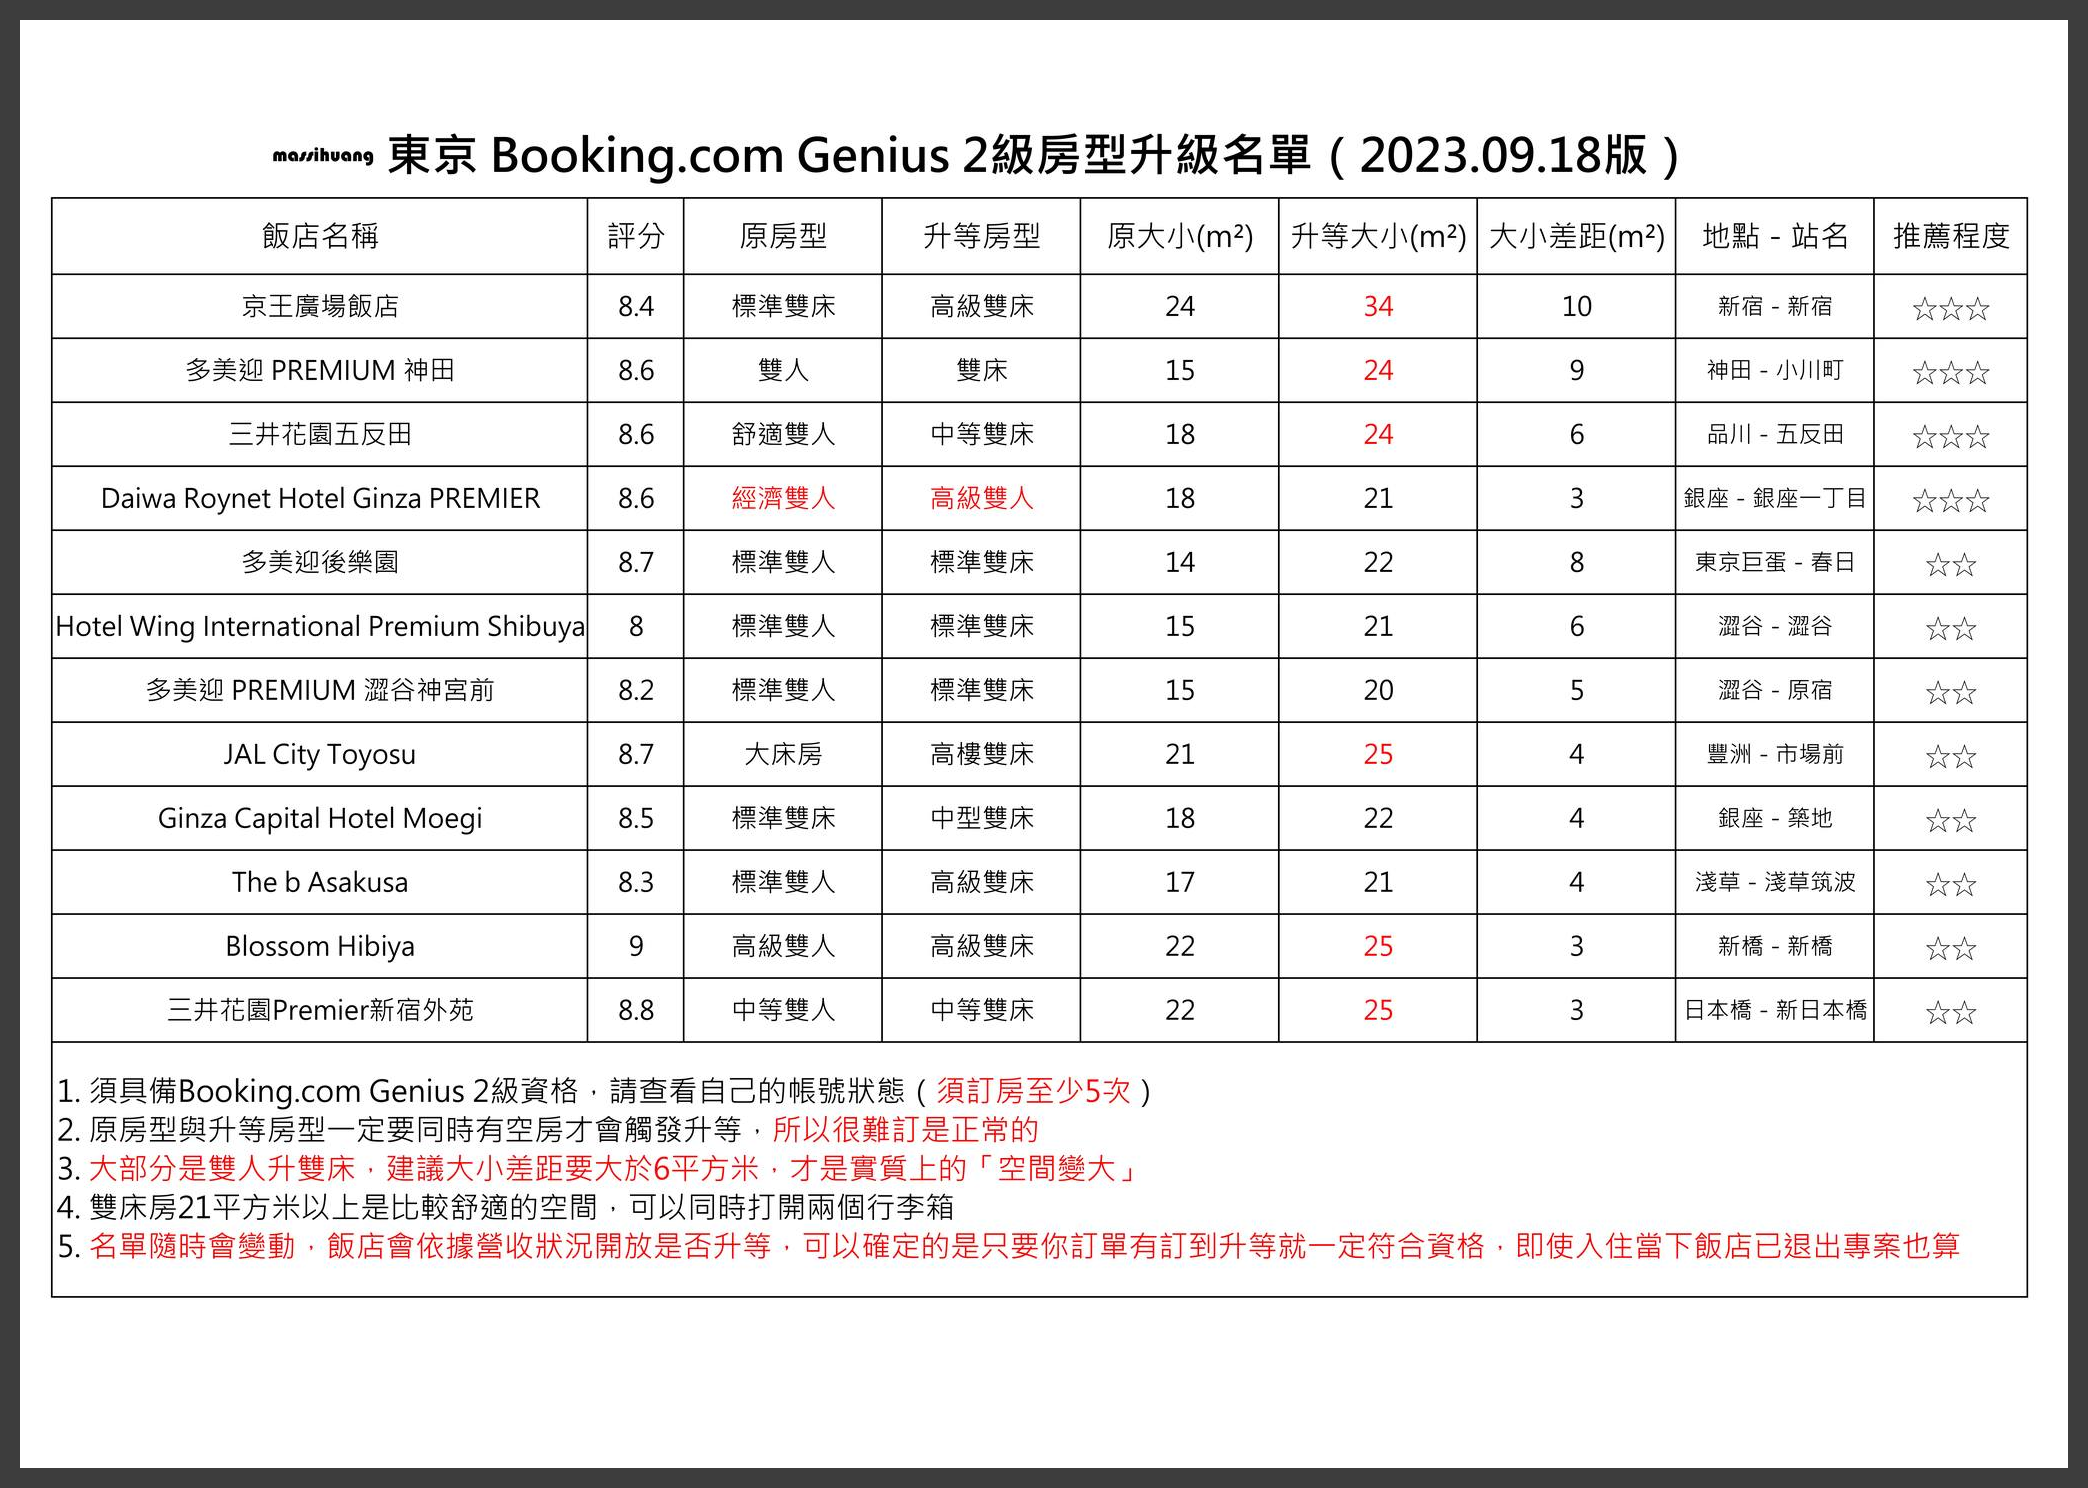 massihuang 東京 Booking.com Genius 2級房型升級名單（2023.09.18版）
飯店名稱 評分 原房型 升等房型 原大小(m²) 升等大小(m²) 大小差距(m²) 地點 - 站名 推薦程度
京王廣場飯店 8.4 標準雙床 高級雙床 24 34 10 新宿 - 新宿 ☆☆☆
多美迎 PREMIUM 神田 8.6 雙人 雙床 15 24 9 神田 - 小川町 ☆☆☆
三井花園五反田 8.6 舒適雙人 中等雙床 18 24 6 品川 - 五反田 ☆☆☆
Daiwa Roynet Hotel Ginza PREMIER 8.6 經濟雙人 高級雙人 18 21 3 銀座 - 銀座一丁目 ☆☆☆
多美迎後樂園 8.7 標準雙人 標準雙床 14 22 8 東京巨蛋 - 春日 ☆☆
Hotel Wing International Premium Shibuya 8 標準雙人 標準雙床 15 21 6 澀谷 - 澀谷 ☆☆
多美迎 PREMIUM 澀谷神宮前 8.2 標準雙人 標準雙床 15 20 5 澀谷 - 原宿 ☆☆
JAL City Toyosu 8.7 大床房 高樓雙床 21 25 4 豐洲 - 市場前 ☆☆
Ginza Capital Hotel Moegi 8.5 標準雙床 中型雙床 18 22 4 銀座 - 築地 ☆☆
The b Asakusa 8.3 標準雙人 高級雙床 17 21 4 淺草 - 淺草筑波 ☆☆
Blossom Hibiya 9 高級雙人 高級雙床 22 25 3 新橋 - 新橋 ☆☆
三井花園Premier新宿外苑 8.8 中等雙人 中等雙床 22 25 3 日本橋 - 新日本橋 ☆☆
1. 須具備Booking.com Genius 2級資格，請查看自己的帳號狀態（須訂房至少5次）
2. 原房型與升等房型一定要同時有空房才會觸發升等，所以很難訂是正常的
3. 大部分是雙人升雙床，建議大小差距要大於6平方米，才是實質上的「空間變大」
4. 雙床房21平方米以上是比較舒適的空間，可以同時打開兩個行李箱
5. 名單隨時會變動，飯店會依據營收狀況開放是否升等，可以確定的是只要你訂單有訂到升等就一定符合資格，即使入住當下飯店已退出專案也算